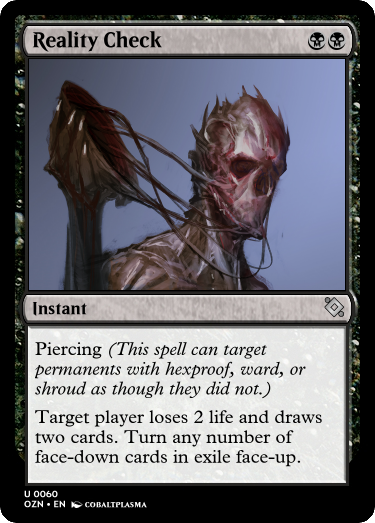 Reality Check
Instant
Piercing (This spell can target
permanents with hexproof, ward, or
shroud as though they did not.)
Target player loses 2 life and draws
two cards. Turn any number of
face-down cards in exile face-up.
U 0060
OZN • EN COBALTPLASMA